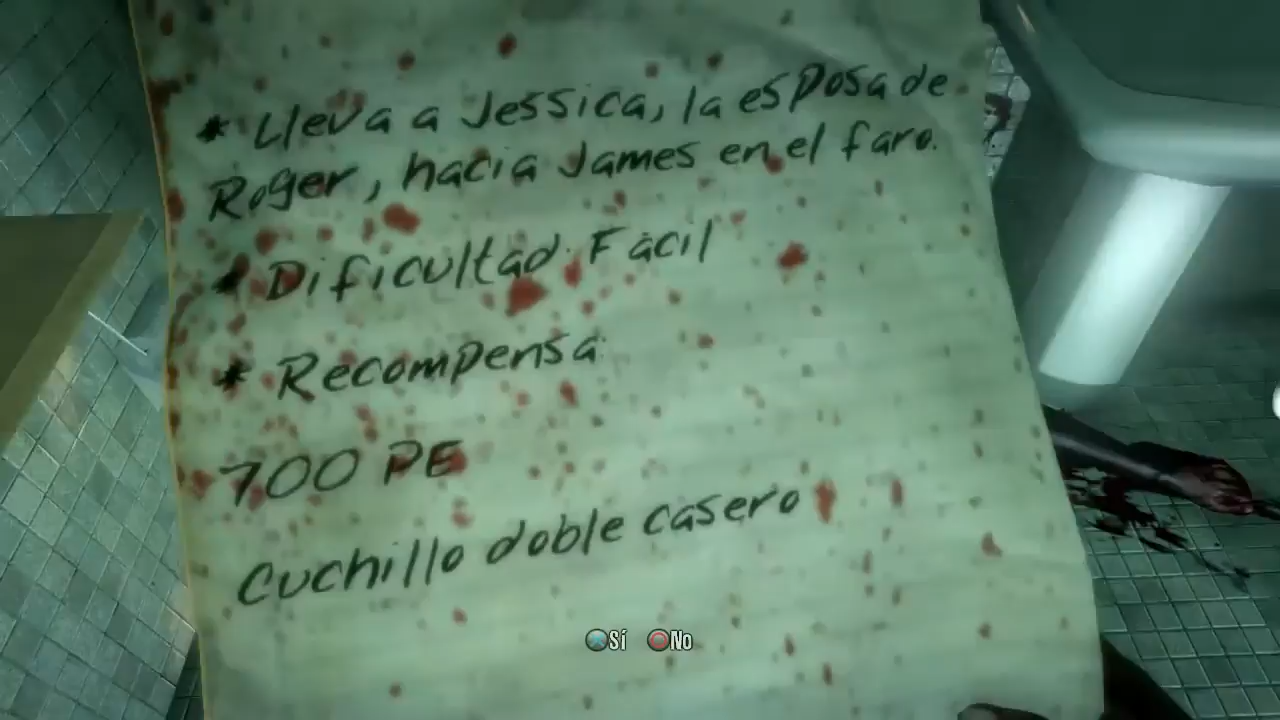 * Lleva a Jessica, la esposa de
Roger, hacia James en el faro.
* Dificultad: Fácil
* Recompensa:
700 PE
Cuchillo doble casero
Sí No